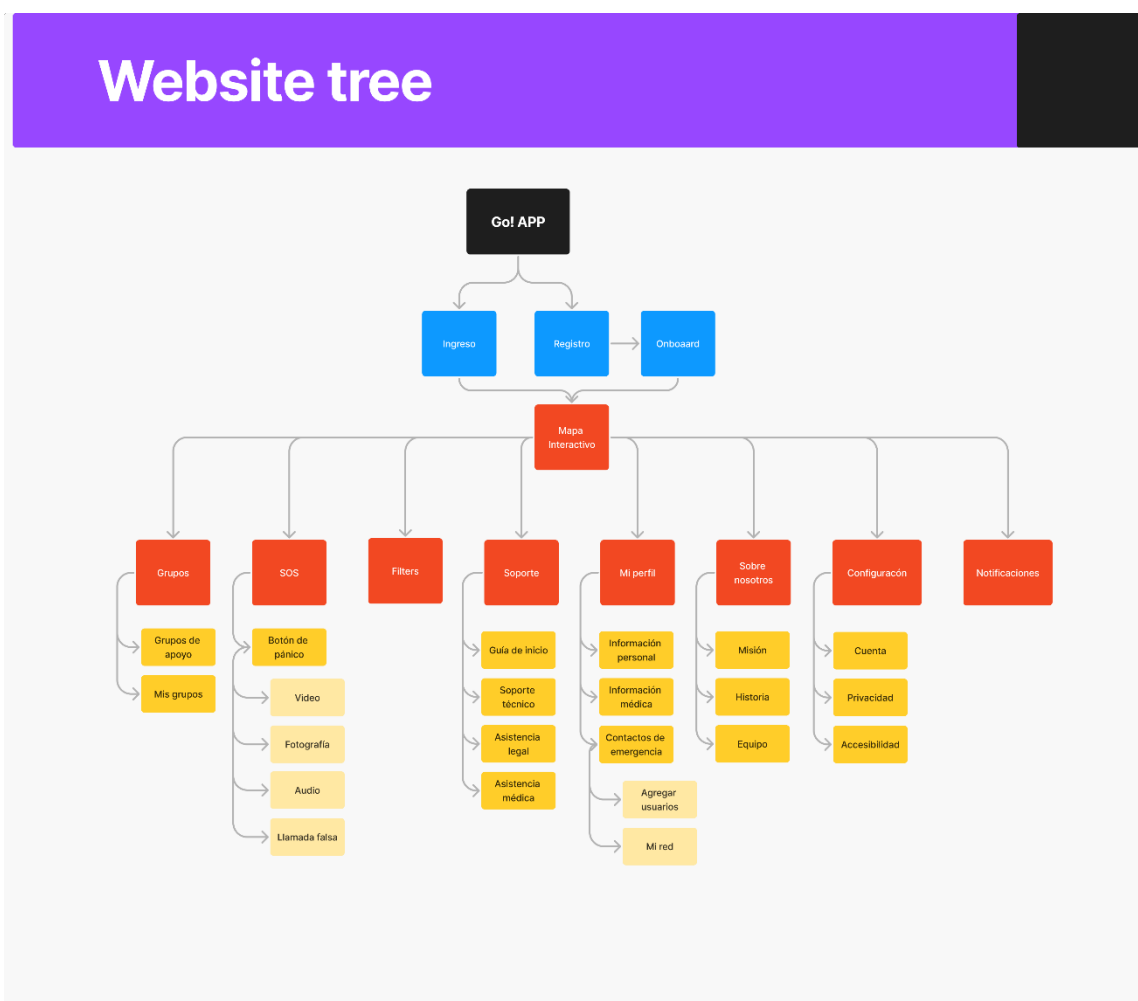 Website tree
Go! APP
Ingreso
Registro
Onboaard
Mapa
Interactivo
Grupos
SOS
Filters
Soporte
Mi perfil
Sobre
nosotros
Configuracón
Notificaciones
Grupos de
apoyo
Mis grupos
Botón de
pánico
Video
Fotografía
Audio
Llamada falsa
Guía de inicio
Soporte
técnico
Asistencia
legal
Asistencia
médica
Información
personal
Información
médica
Contactos de
emergencia
Agregar
usuarios
Mi red
Misión
Historia
Equipo
Cuenta
Privacidad
Accesibilidad